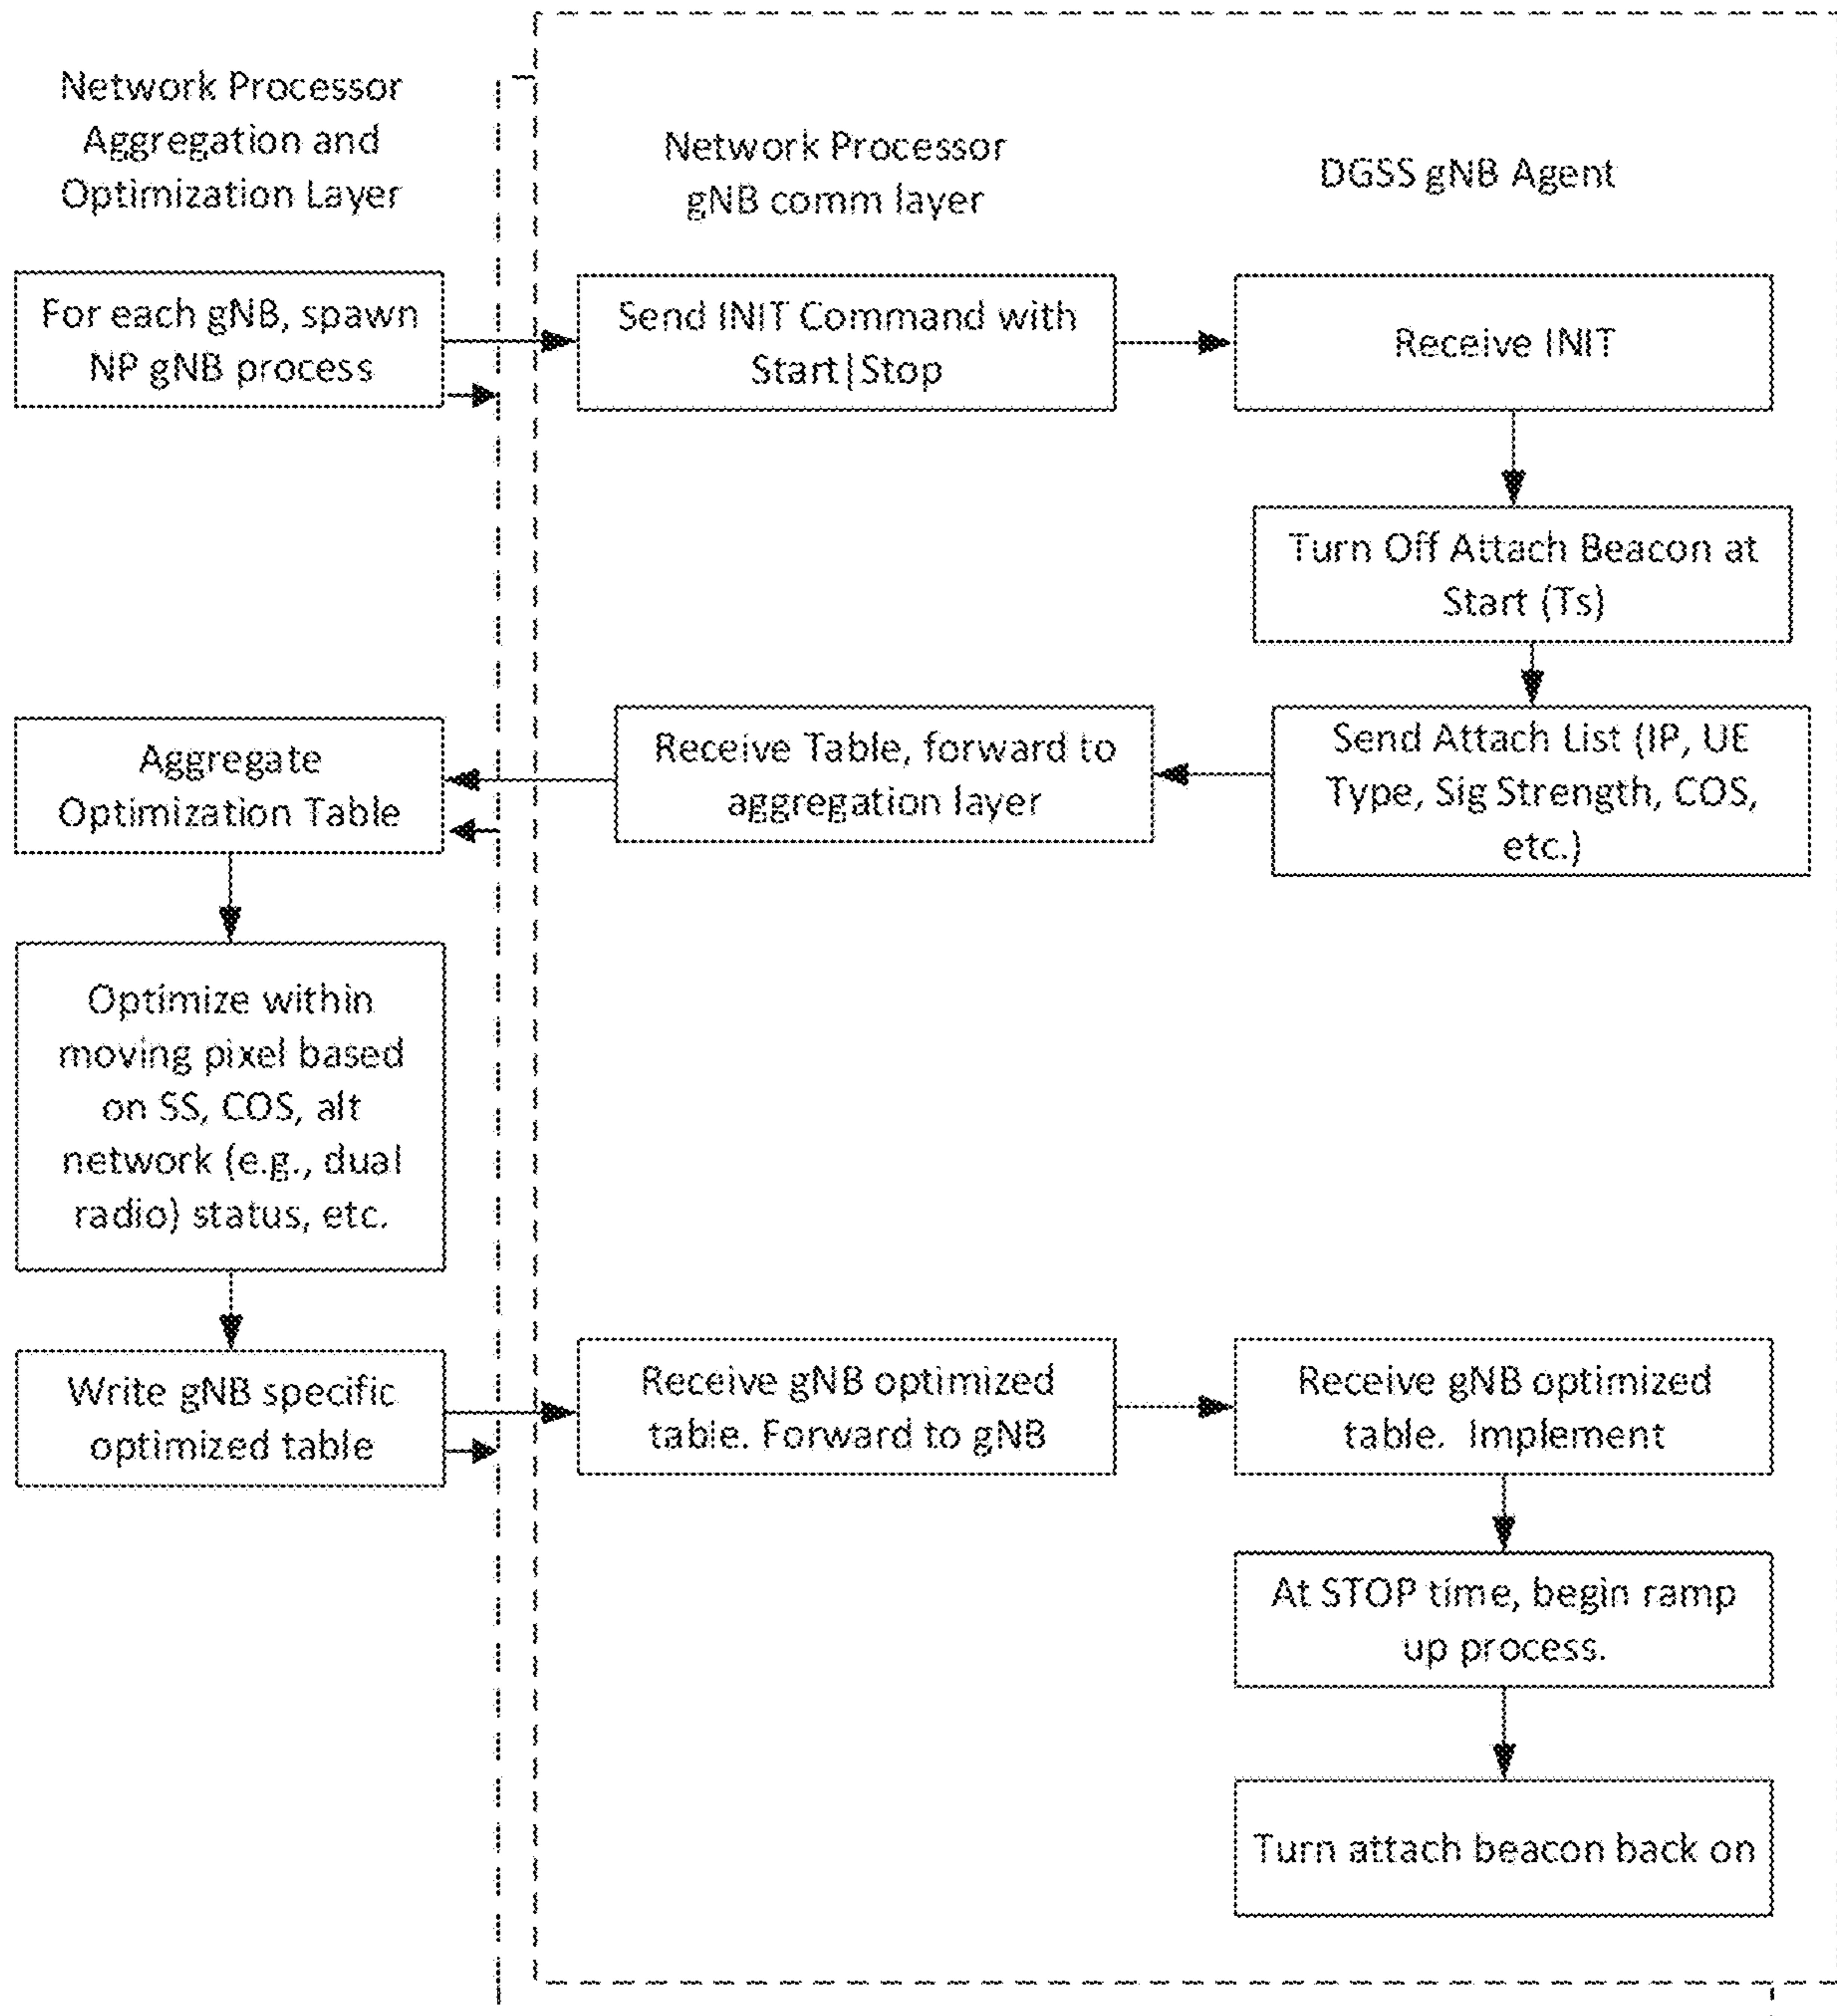 Network Processor
Aggregation and
Optimization Layer
Network Processor
gNB comm layer
DGSS gNB Agent
For each gNB, spawn
NP gNB process
Send INIT Command with
Start|Stop
Receive INIT
Turn Off Attach Beacon at
Start (Ts)
Send Attach List (IP, UE
Type, Sig Strength, COS,
etc.)
Receive Table, forward to
aggregation layer
Aggregate
Optimization Table
Optimize within
moving pixel based
on SS, COS, alt
network (e.g., dual
radio) status, etc.
Write gNB specific
optimized table
Receive gNB optimized
table. Forward to gNB
Receive gNB optimized
table. Implement
At STOP time, begin ramp
up process.
Turn attach beacon back on